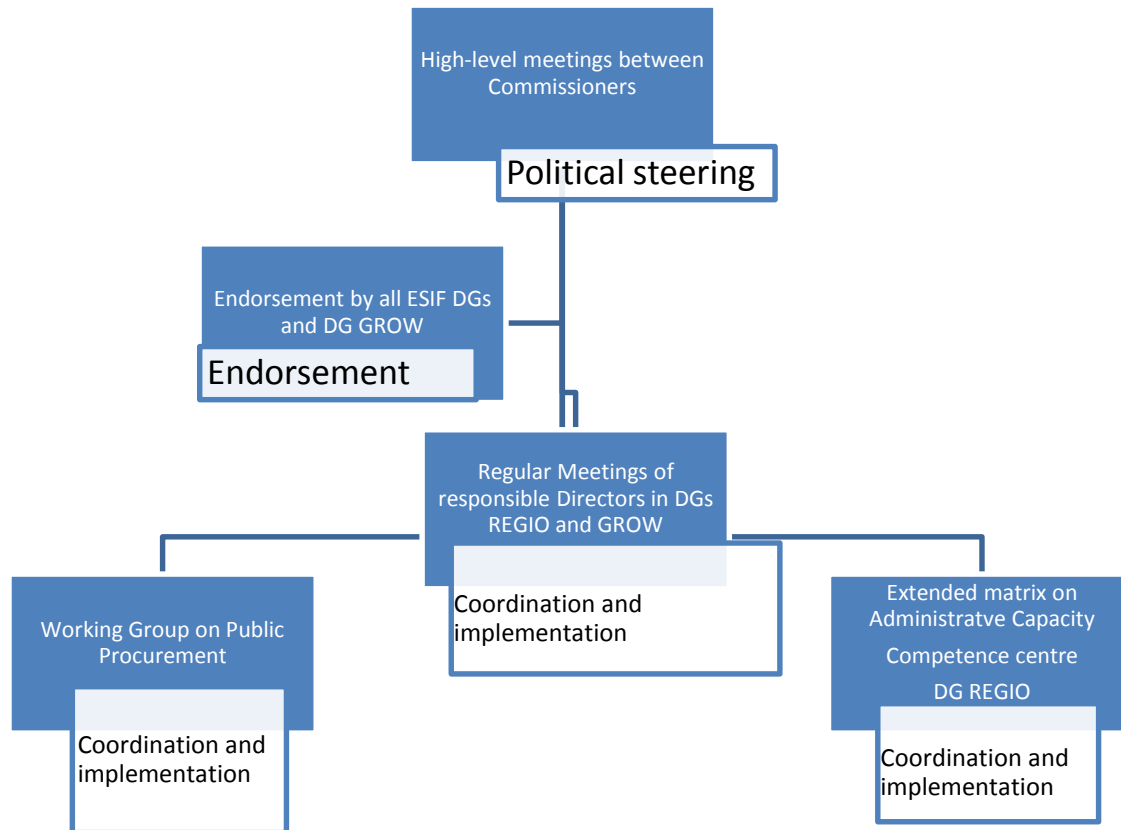 High-level meetings between
Commissioners
Political steering
Endorsement by all ESIF DGs
and DG GROW
Endorsement
Regular Meetings of
responsible Directors in DGs
REGIO and GROW
Coordination and
implementation
Working Group on Public
Procurement
Coordination and
implementation
Extended matrix on
Administratve Capacity
Competence centre
DG REGIO
Coordination and
implementation